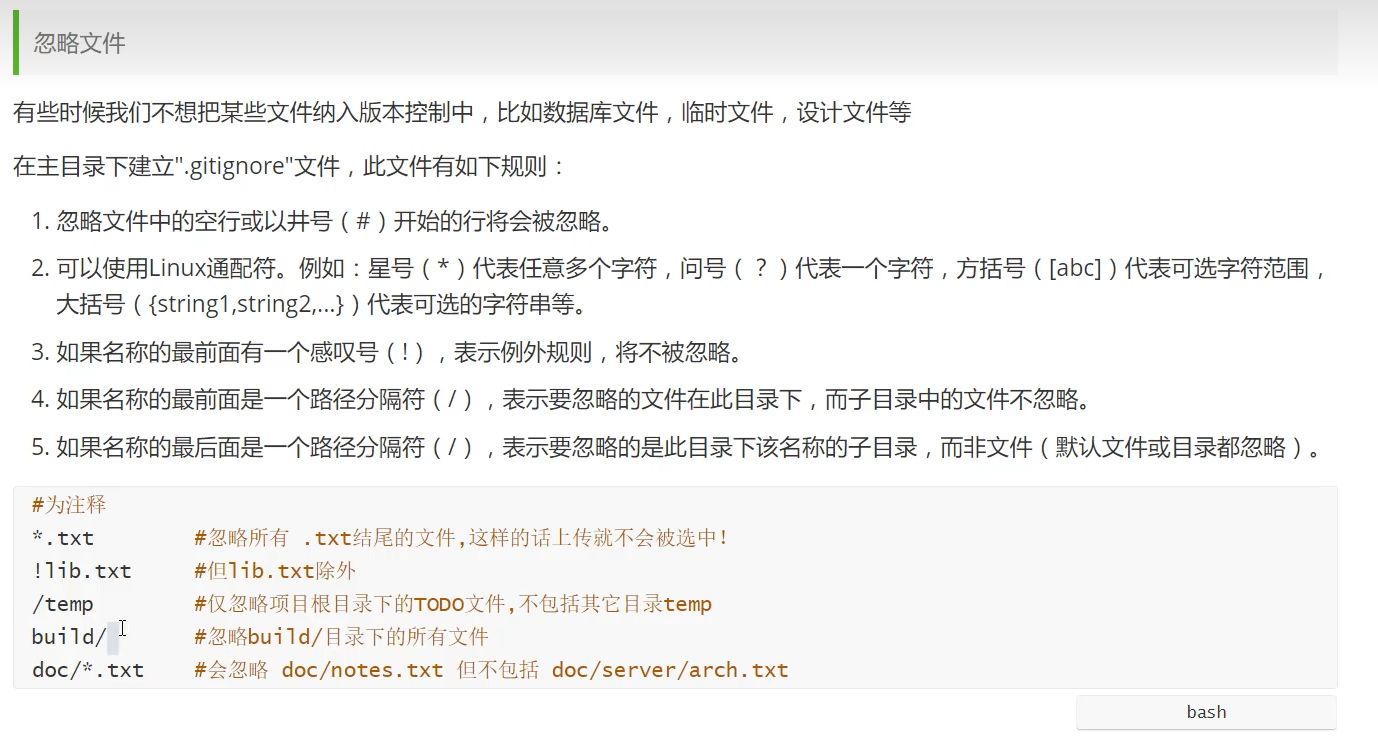 忽略文件
有些时候我们不想把某些文件纳入版本控制中，比如数据库文件，临时文件，设计文件等
在主目录下建立".gitignore"文件，此文件有如下规则：
1. 忽略文件中的空行或以井号（#）开始的行将会被忽略。
2. 可以使用Linux通配符。例如：星号（*）代表任意多个字符，问号（？）代表一个字符，方括号（[abc]）代表可选字符范围，
大括号（{string1,string2,...}）代表可选的字符串等。
3. 如果名称的最前面有一个感叹号（!），表示例外规则，将不被忽略。
4. 如果名称的最前面是一个路径分隔符（/），表示要忽略的文件在此目录下，而子目录中的文件不忽略。
5. 如果名称的最后面是一个路径分隔符（/），表示要忽略的是此目录下该名称的子目录，而非文件（默认文件或目录都忽略）。
#为注释
*.txt #忽略所有 .txt结尾的文件,这样的话上传就不会被选中!
!lib.txt #但lib.txt除外
/temp #仅忽略项目根目录下的TODO文件,不包括其它目录temp
build/ #忽略build/目录下的所有文件
doc/*.txt #会忽略 doc/notes.txt 但不包括 doc/server/arch.txt
bash